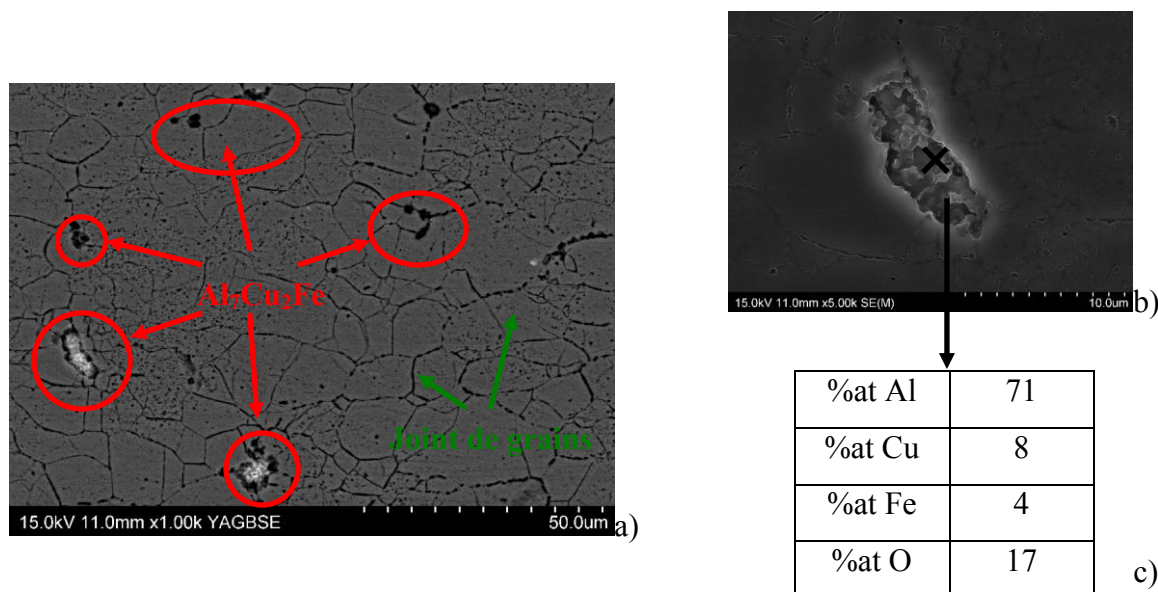 Al₇Cu₂Fe
Joint de grains
15.0kV 11.0mm x1.00k YAGBSE 50.0um
a)
15.0kV 11.0mm x5.00k SE(M) 10.0um
b)
%at Al 71
%at Cu 8
%at Fe 4
%at O 17
c)